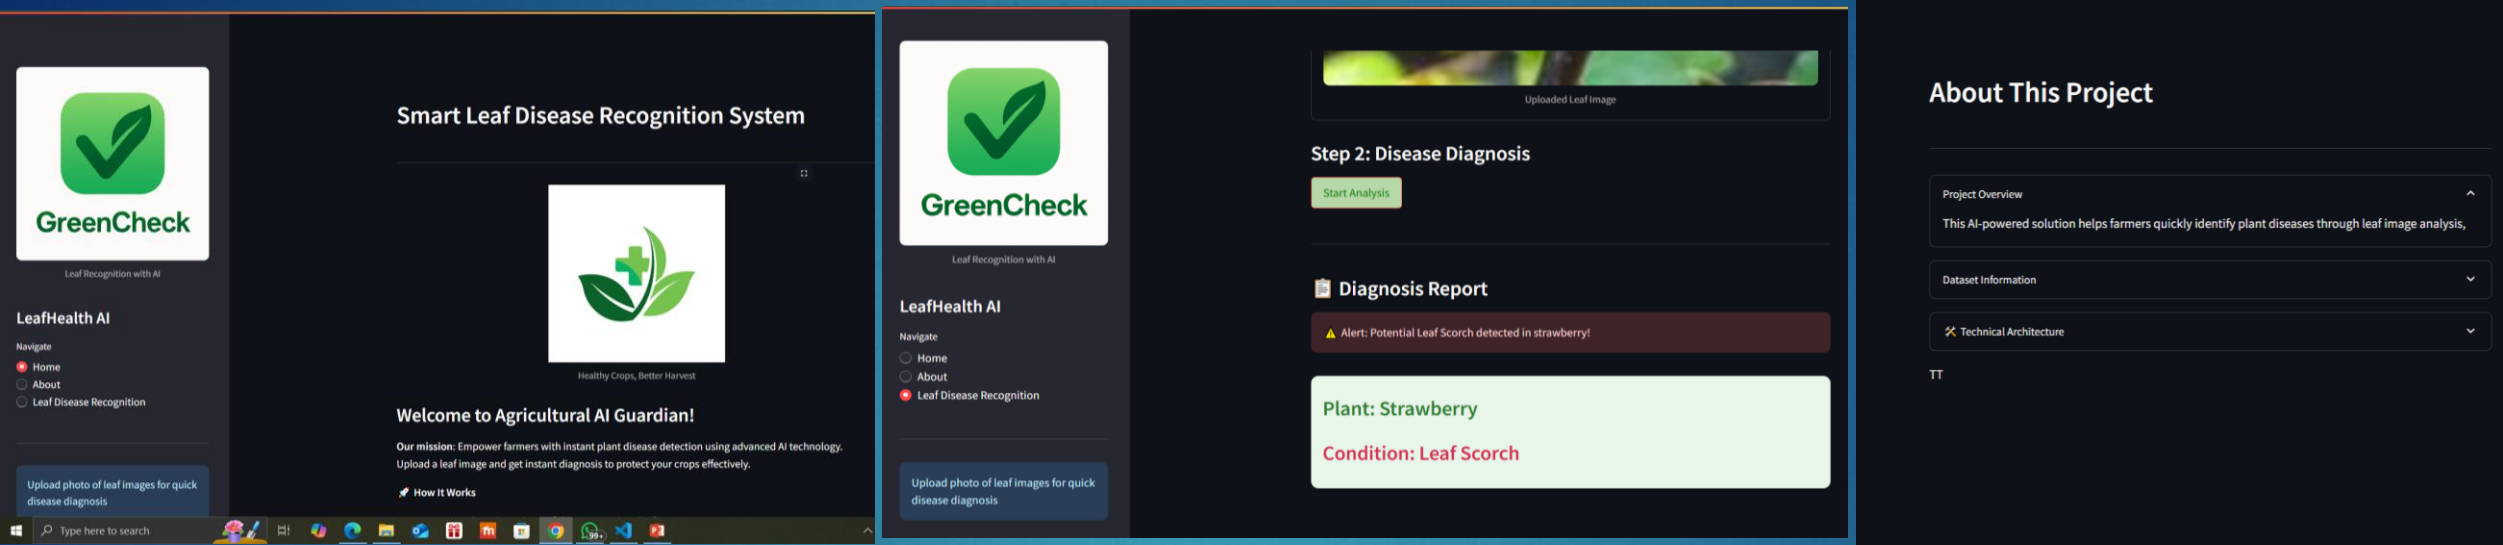 GreenCheck
Leaf Recognition with AI
LeafHealth AI
Navigate
Home
About
Leaf Disease Recognition
Upload photo of leaf images for quick
disease diagnosis
Smart Leaf Disease Recognition System
Healthy Crops, Better Harvest
Welcome to Agricultural AI Guardian!
Our mission: Empower farmers with instant plant disease detection using advanced AI technology.
Upload a leaf image and get instant diagnosis to protect your crops effectively.
🚀 How It Works
Type here to search
99+
GreenCheck
Leaf Recognition with AI
LeafHealth AI
Navigate
Home
About
Leaf Disease Recognition
Upload photo of leaf images for quick
disease diagnosis
Uploaded Leaf Image
Step 2: Disease Diagnosis
Start Analysis
📋 Diagnosis Report
⚠ Alert: Potential Leaf Scorch detected in strawberry!
Plant: Strawberry
Condition: Leaf Scorch
About This Project
Project Overview
This AI-powered solution helps farmers quickly identify plant diseases through leaf image analysis,
Dataset Information
🛠 Technical Architecture
TT